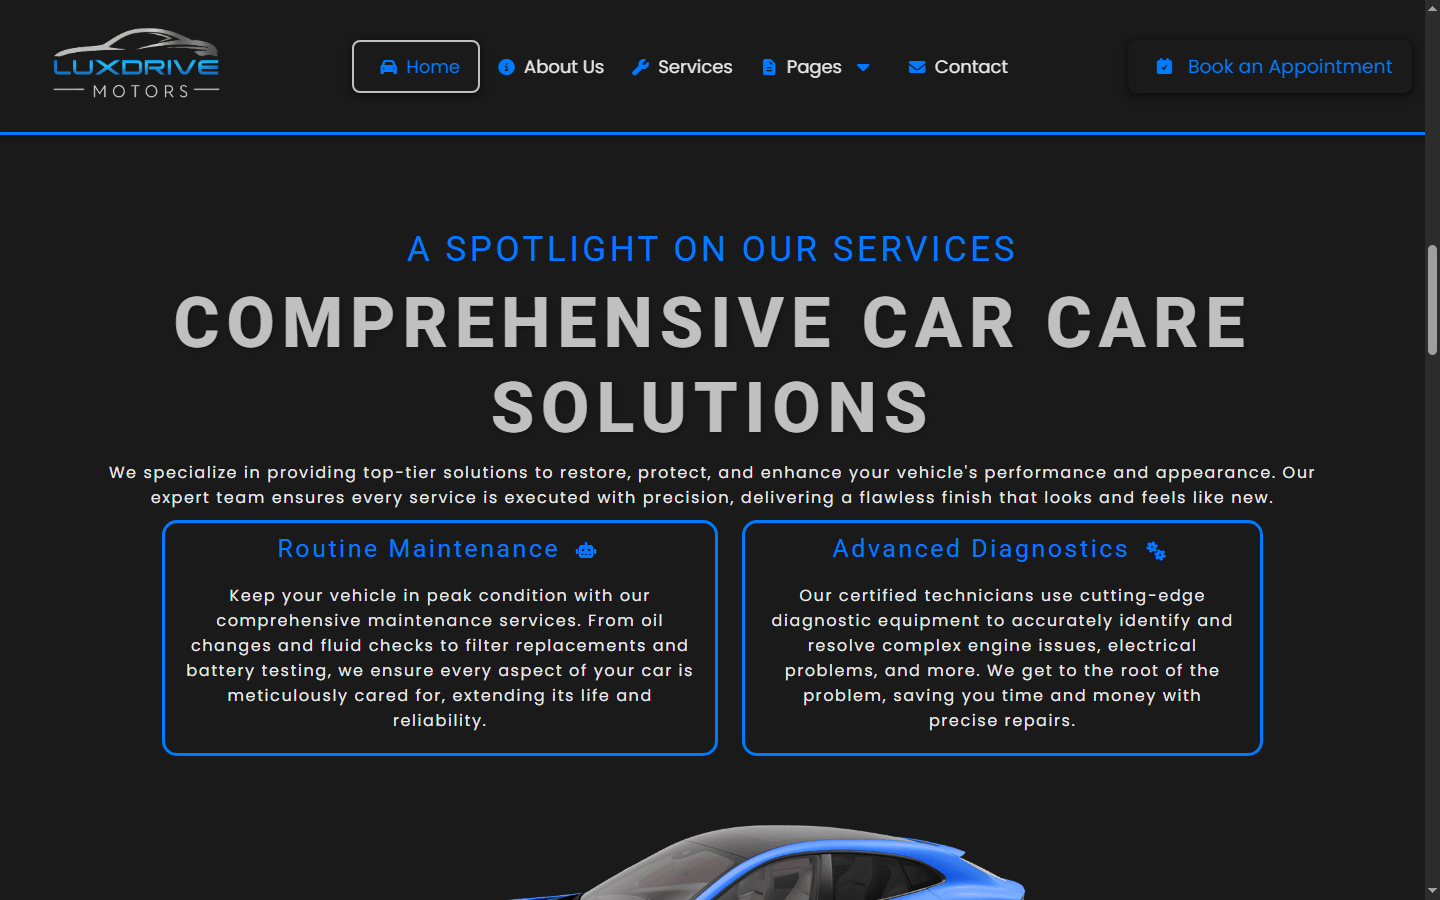 LUXDRIVE
MOTORS
Home
About Us
Services
Pages
Contact
Book an Appointment
A SPOTLIGHT ON OUR SERVICES
COMPREHENSIVE CAR CARE
SOLUTIONS
We specialize in providing top-tier solutions to restore, protect, and enhance your vehicle's performance and appearance. Our
expert team ensures every service is executed with precision, delivering a flawless finish that looks and feels like new.
Routine Maintenance
Keep your vehicle in peak condition with our
comprehensive maintenance services. From oil
changes and fluid checks to filter replacements and
battery testing, we ensure every aspect of your car is
meticulously cared for, extending its life and
reliability.
Advanced Diagnostics
Our certified technicians use cutting-edge
diagnostic equipment to accurately identify and
resolve complex engine issues, electrical
problems, and more. We get to the root of the
problem, saving you time and money with
precise repairs.